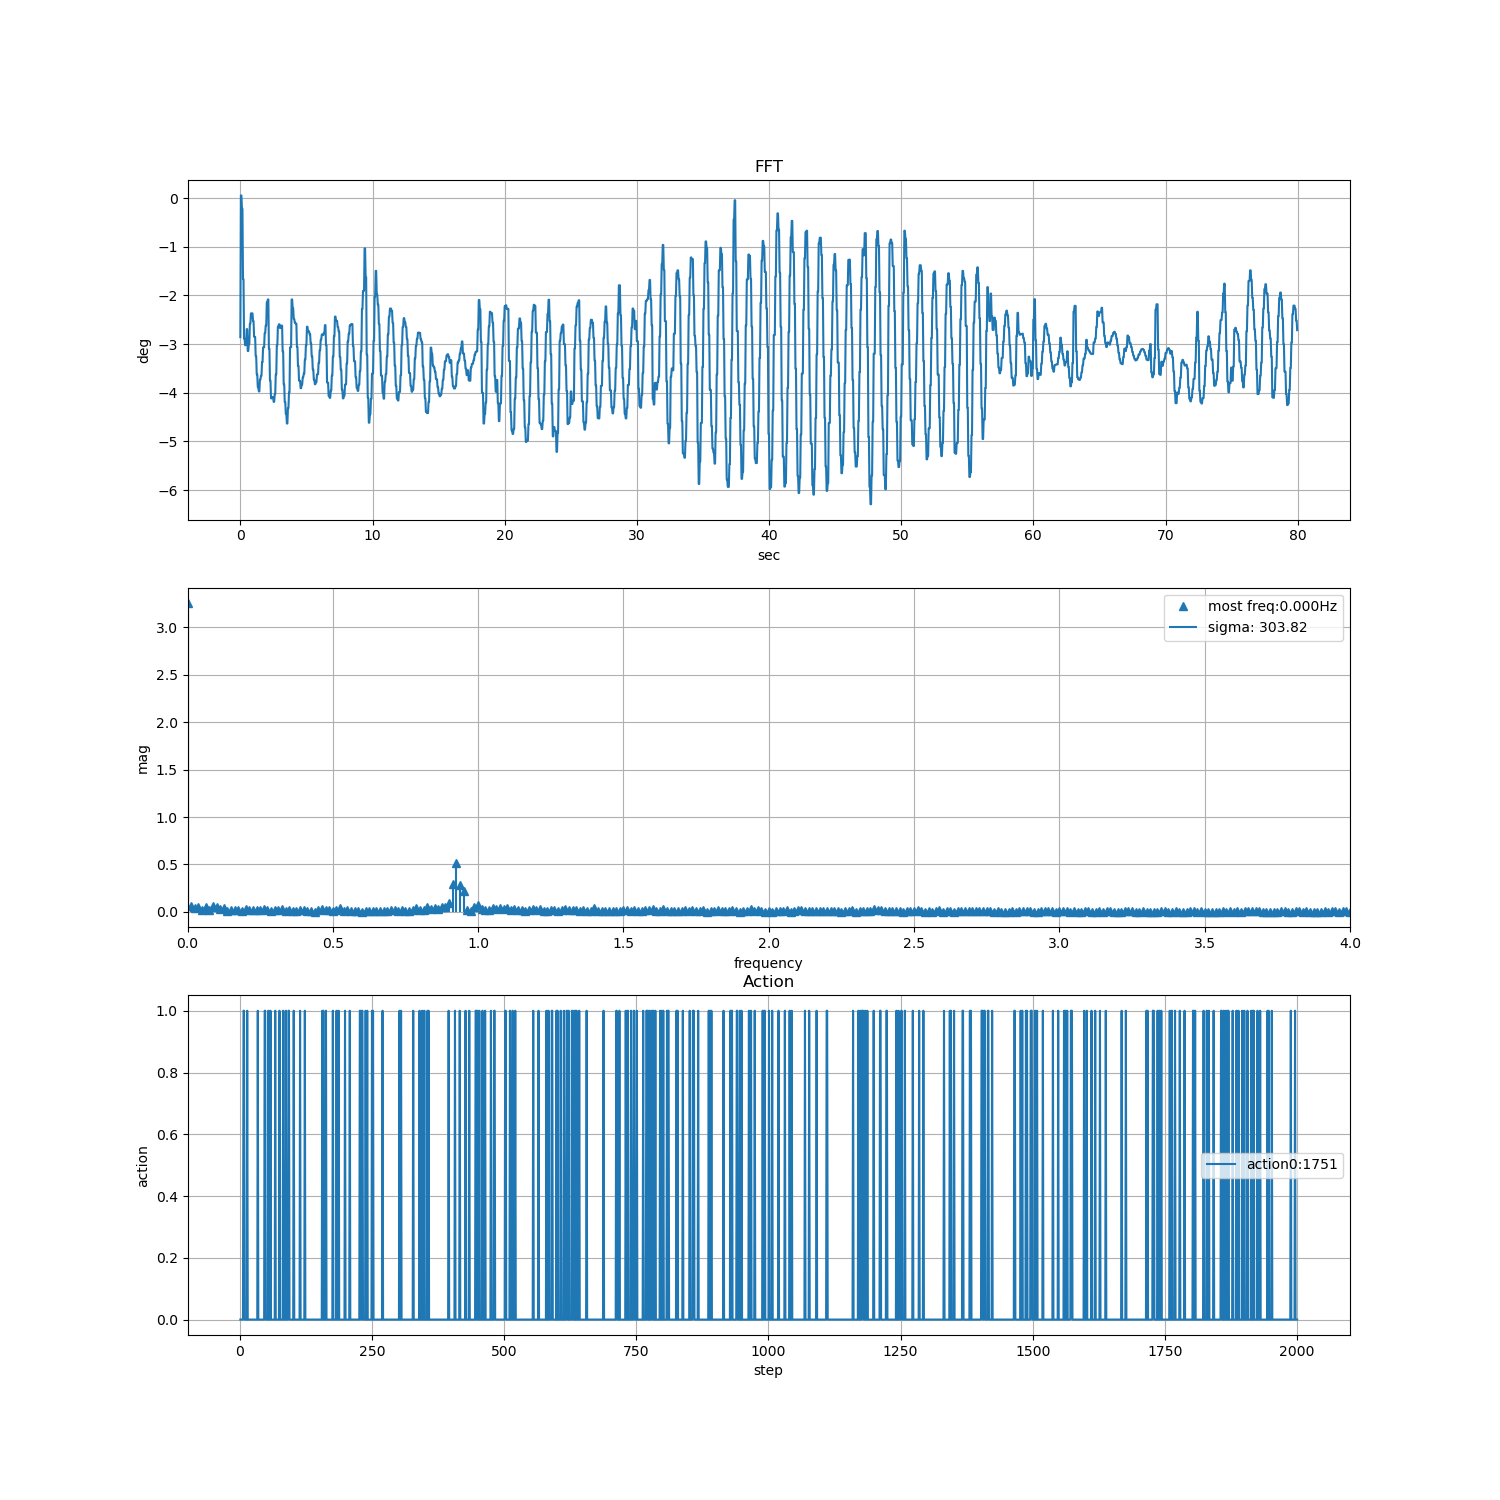 FFT
0
−1
−2
−3
−4
−5
−6
deg
0 10 20 30 40 50 60 70 80
sec
most freq:0.000Hz
sigma: 303.82
3.0
2.5
2.0
1.5
1.0
0.5
0.0
mag
0.0 0.5 1.0 1.5 2.0 2.5 3.0 3.5 4.0
frequency
Action
1.0
0.8
0.6
0.4
0.2
0.0
action
action0:1751
0 250 500 750 1000 1250 1500 1750 2000
step